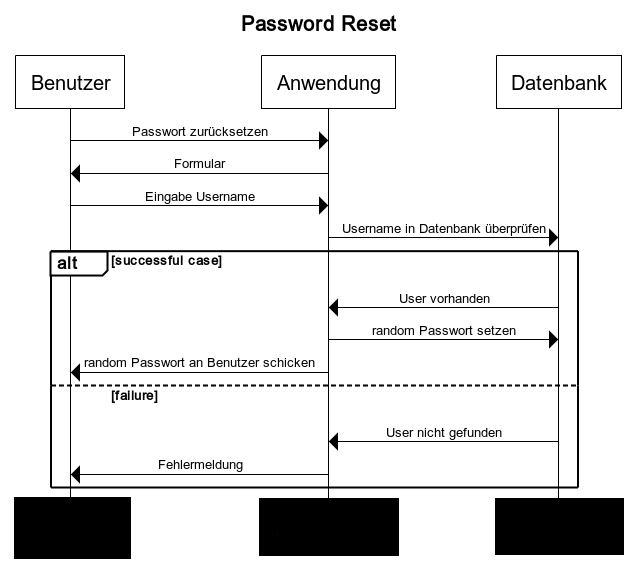 Password Reset
Benutzer
Anwendung
Datenbank
Passwort zurücksetzen
Formular
Eingabe Username
Username in Datenbank überprüfen
alt
[successful case]
User vorhanden
random Passwort setzen
random Passwort an Benutzer schicken
[failure]
User nicht gefunden
Fehlermeldung